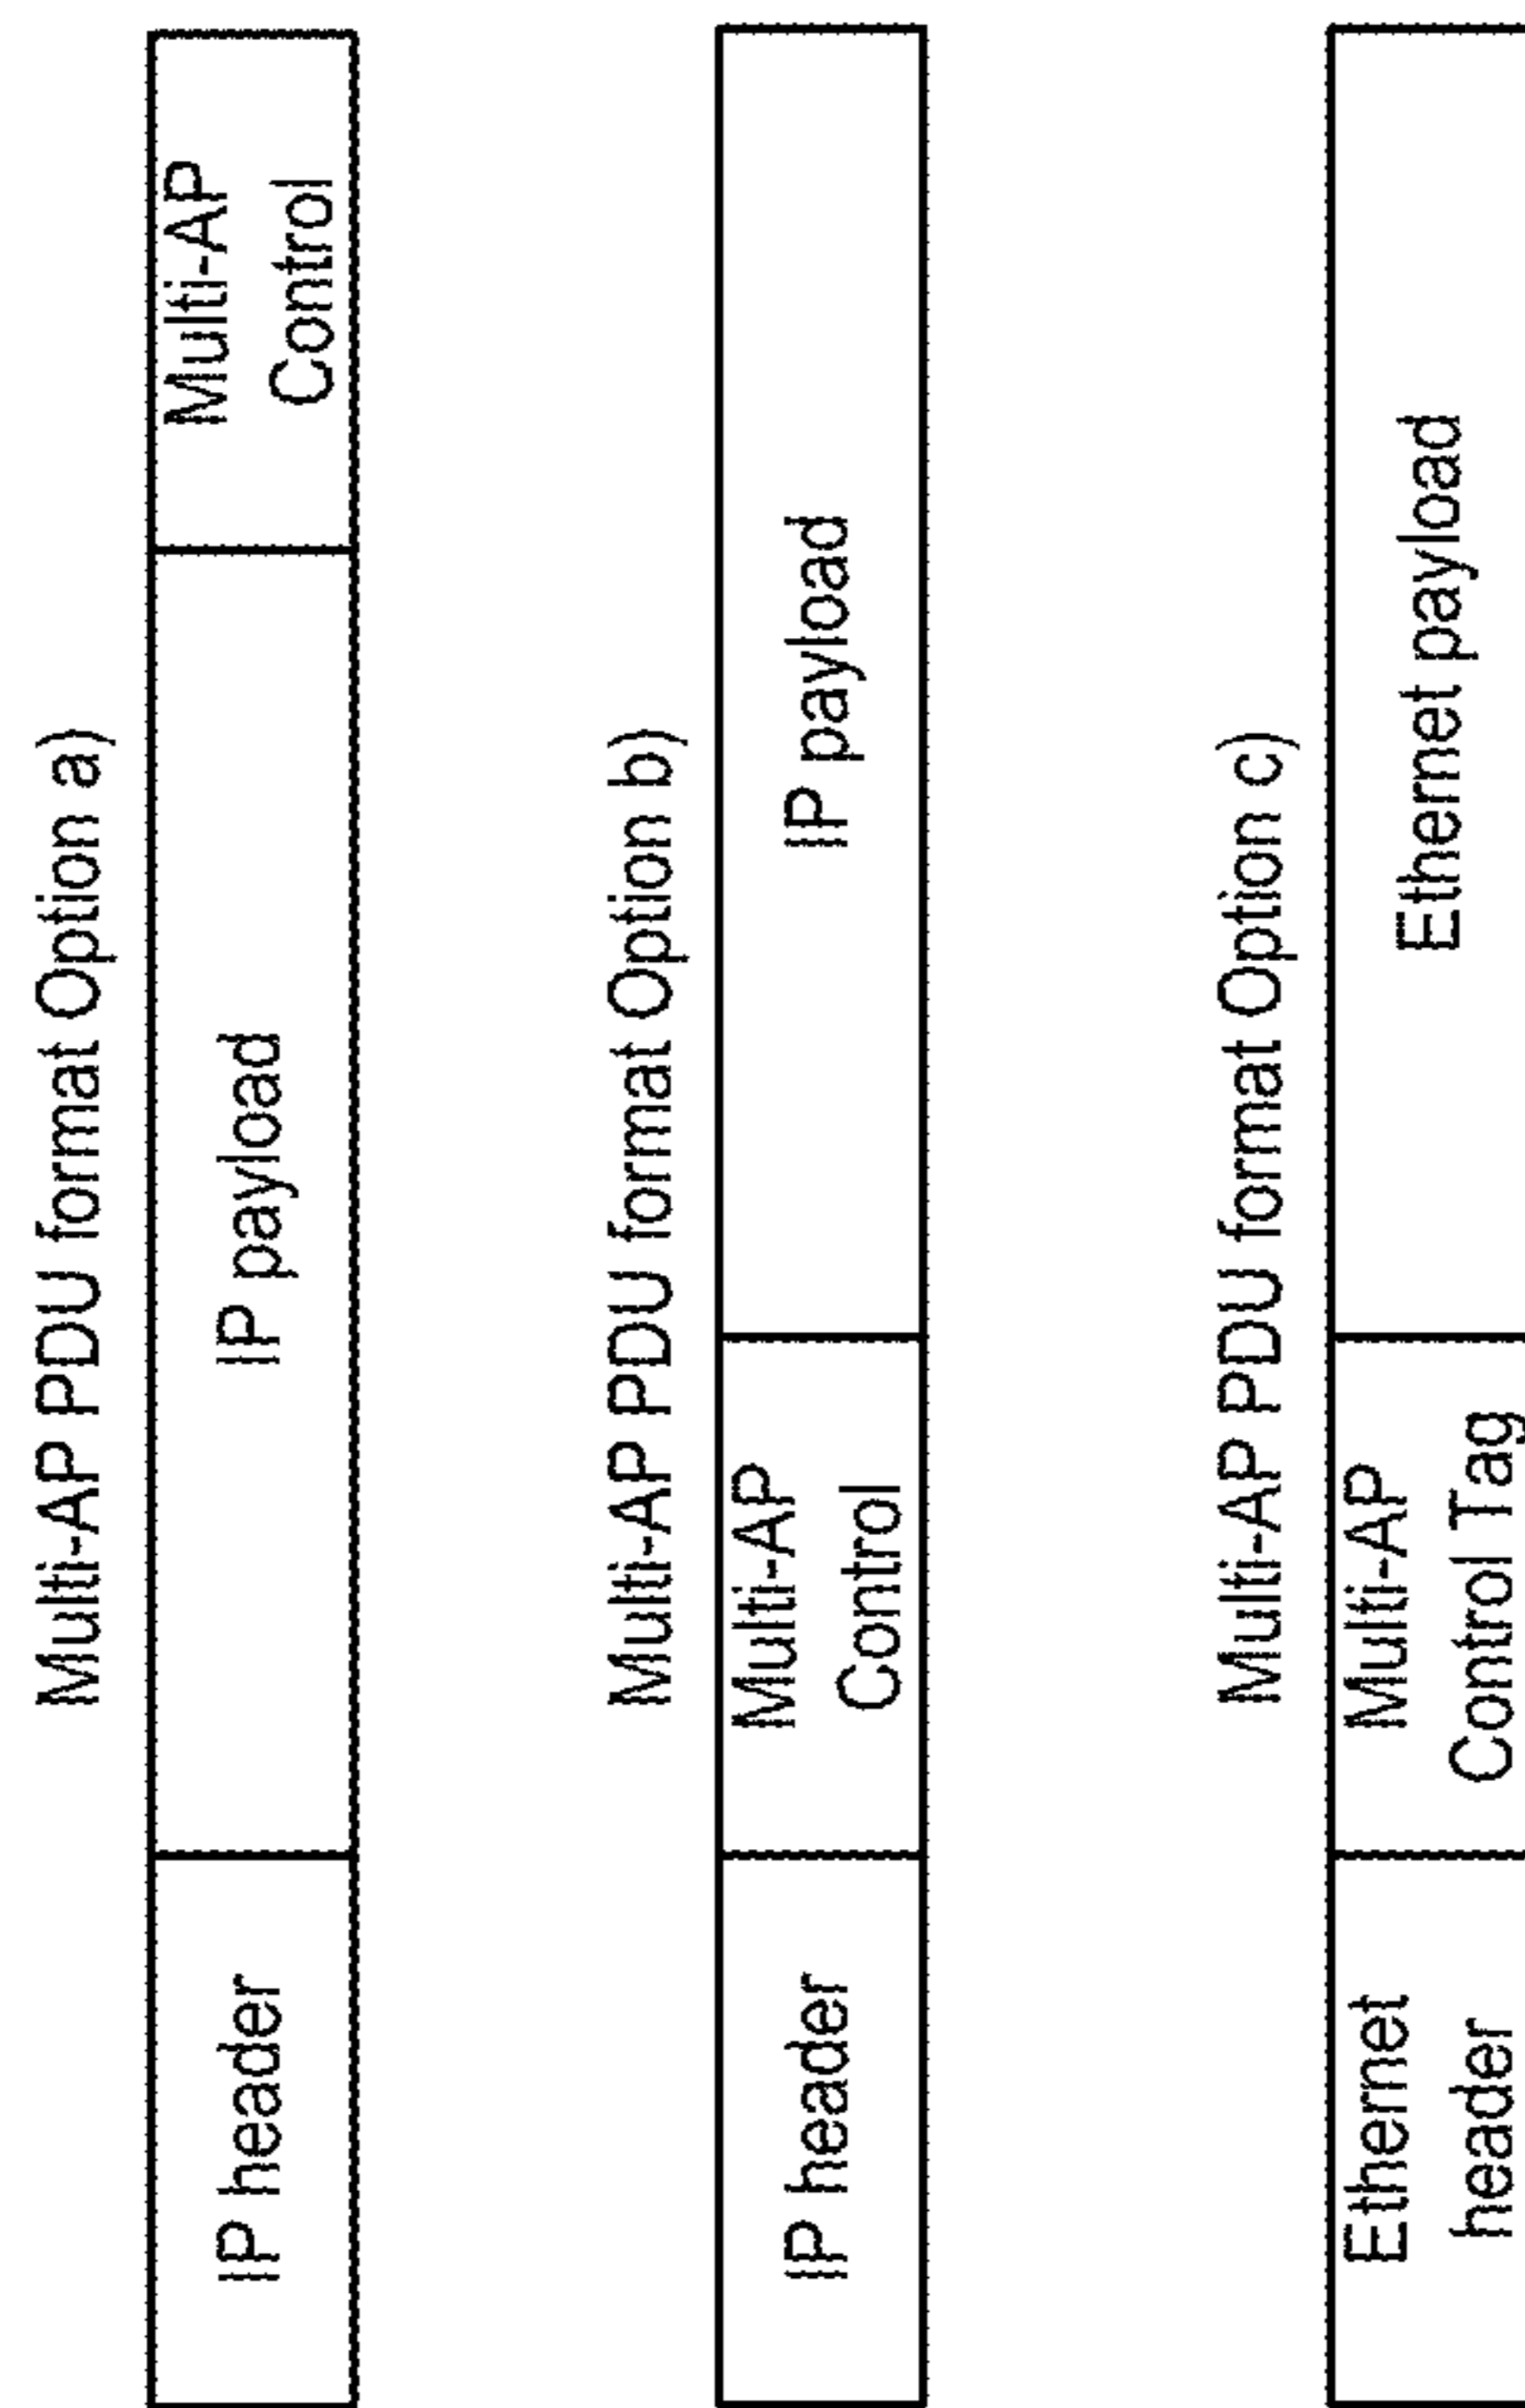 Multi-AP PDU format Option a)
IP header
IP payload
Multi-AP
Control
Multi-AP PDU format Option b)
IP header
Multi-AP
Control
IP payload
Multi-AP PDU format Option c)
Ethernet
header
Multi-AP
Control Tag
Ethernet payload